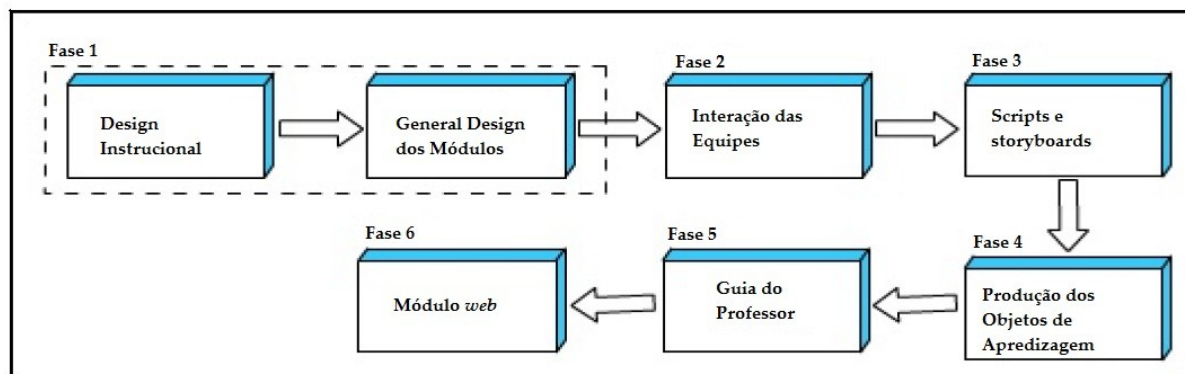 Fase 1
Design
Instrucional
General Design
dos Módulos
Fase 2
Interação das
Equipes
Fase 3
Scripts e
storyboards
Fase 4
Produção dos
Objetos de
Apredizagem
Fase 5
Guia do
Professor
Fase 6
Módulo web